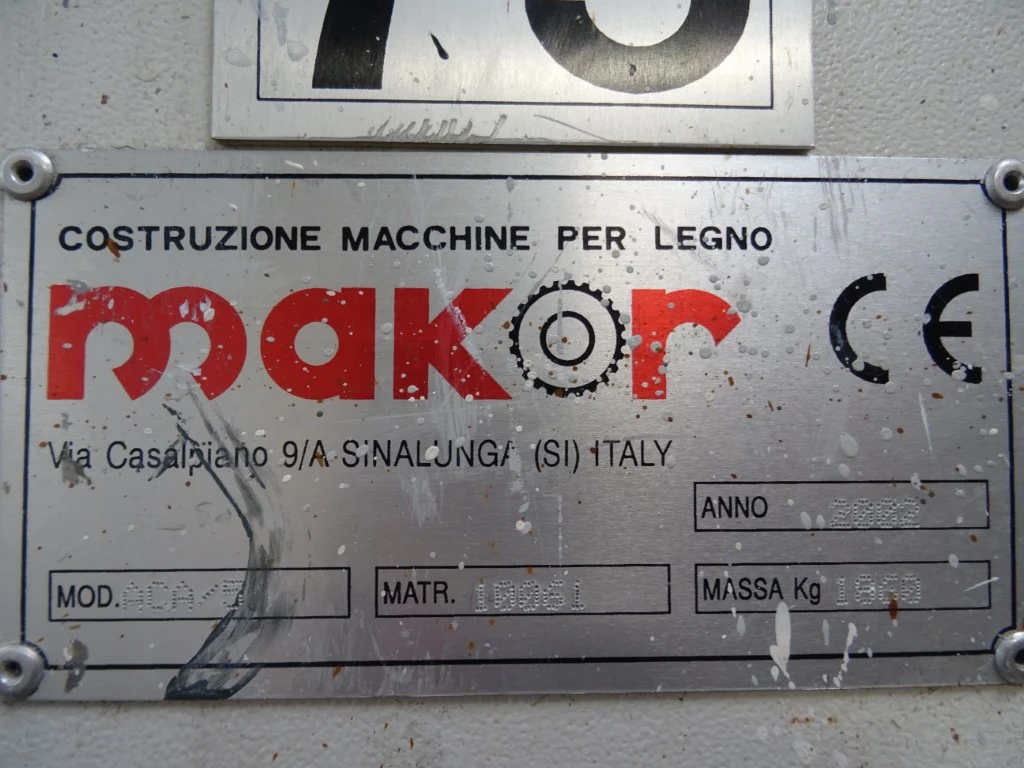 COSTRUZIONE MACCHINE PER LEGNO
makor CE
Via Casalpiano 9/A SINALUNGA (SI) ITALY
ANNO 2002
MOD. MATR. 10061 MASSA Kg